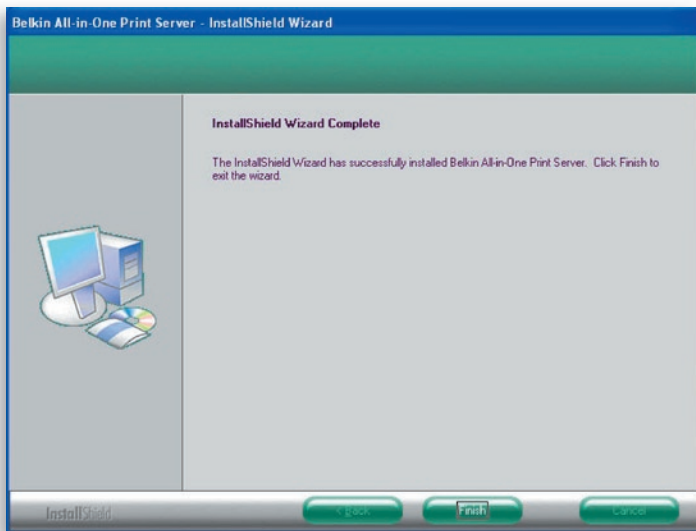 Belkin All-in-One Print Server - InstallShield Wizard
InstallShield Wizard Complete
The InstallShield Wizard has successfully installed Belkin All-in-One Print Server. Click Finish to
exit the wizard.
InstallShield
< Back
Finish
Cancel